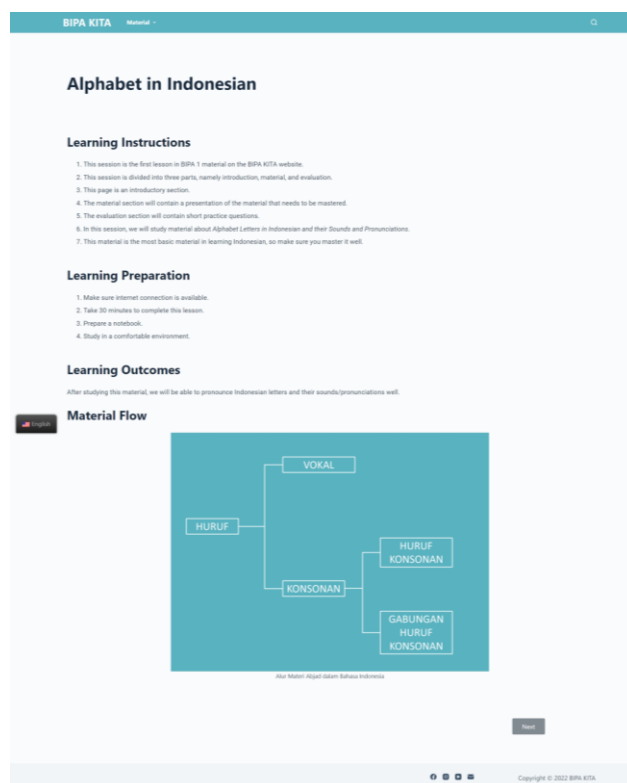 BIPA KITA Material
Alphabet in Indonesian
Learning Instructions
1. This session is the first lesson in BIPA 1 material on the BIPA KITA website.
2. This session is divided into three parts, namely introduction, material, and evaluation.
3. This page is an introductory section.
4. The material section will contain a presentation of the material that needs to be mastered.
5. The evaluation section will contain short practice questions.
6. In this session, we will study material about Alphabet Letters in Indonesian and their Sounds and Pronunciations.
7. This material is the most basic material in learning Indonesian, so make sure you master it well.
Learning Preparation
1. Make sure internet connection is available.
2. Take 30 minutes to complete this lesson.
3. Prepare a notebook.
4. Study in a comfortable environment.
Learning Outcomes
After studying this material, we will be able to pronounce Indonesian letters and their sounds/pronunciations well.
English
Material Flow
VOKAL
HURUF
HURUF
KONSONAN
KONSONAN
GABUNGAN
HURUF
KONSONAN
Alur Materi Abjad dalam Bahasa Indonesia
Next
Copyright © 2022 BIPA KITA